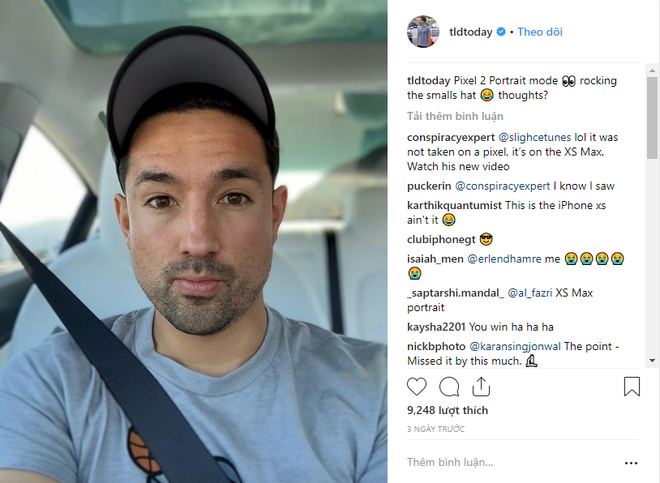 tldtoday • Theo dõi
tldtoday Pixel 2 Portrait mode 👀 rocking
the smalls hat 😂 thoughts?
Tải thêm bình luận
conspiracyexpert @slighcetunes lol it was
not taken on a pixel, it's on the XS Max.
Watch his new video
puckerin @conspiracyexpert I know I saw
karthikquantumist This is the iPhone xs
ain't it 😂
clubiphonegt 😎
isaiah_men @erlendhamre me 😭😭😭😭
😭
_saptarshi.mandal_ @al_fazri XS Max
portrait
kaysha2201 You win ha ha ha
nickbphoto @karansingjonwal The point -
Missed it by this much.
9,248 lượt thích
3 NGÀY TRƯỚC
Thêm bình luận...